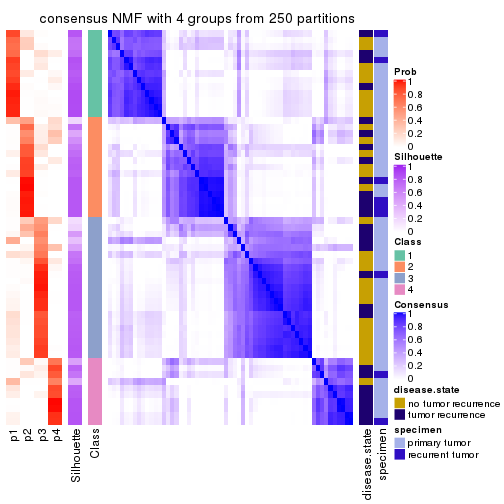 consensus NMF with 4 groups from 250 partitions
Prob
1
0.8
0.6
0.4
0.2
0
Silhouette
1
0.8
0.6
0.4
0.2
0
Class
1
2
3
4
Consensus
1
0.8
0.6
0.4
0.2
0
disease.state
no tumor recurrence
tumor recurrence
specimen
primary tumor
recurrent tumor
p1
p2
p3
p4
Silhouette
Class
disease.state
specimen